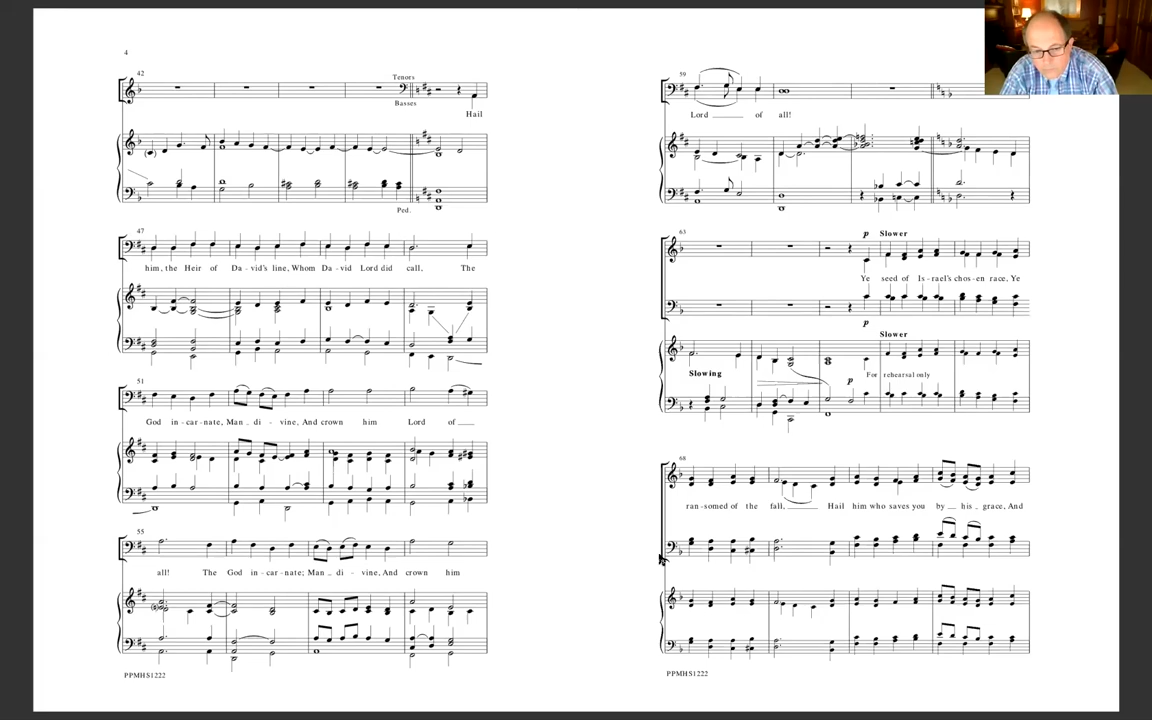 4
42
Tenors
Basses
Hail
Ped.
47
him, the Heir of Da - vid's line, Whom Da - vid Lord did call, The
51
God in - car - nate, Man - di - vine, And crown him Lord of
55
all! The God in - car - nate; Man - di - vine, And crown him
PPMHS1222
59
Lord of all!
63
p Slower
Ye seed of Is - rael's chos - en race, Ye
p
Slower
Slowing
p
For rehearsal only
68
ran - somed of the fall, Hail him who saves you by his grace, And
PPMHS1222